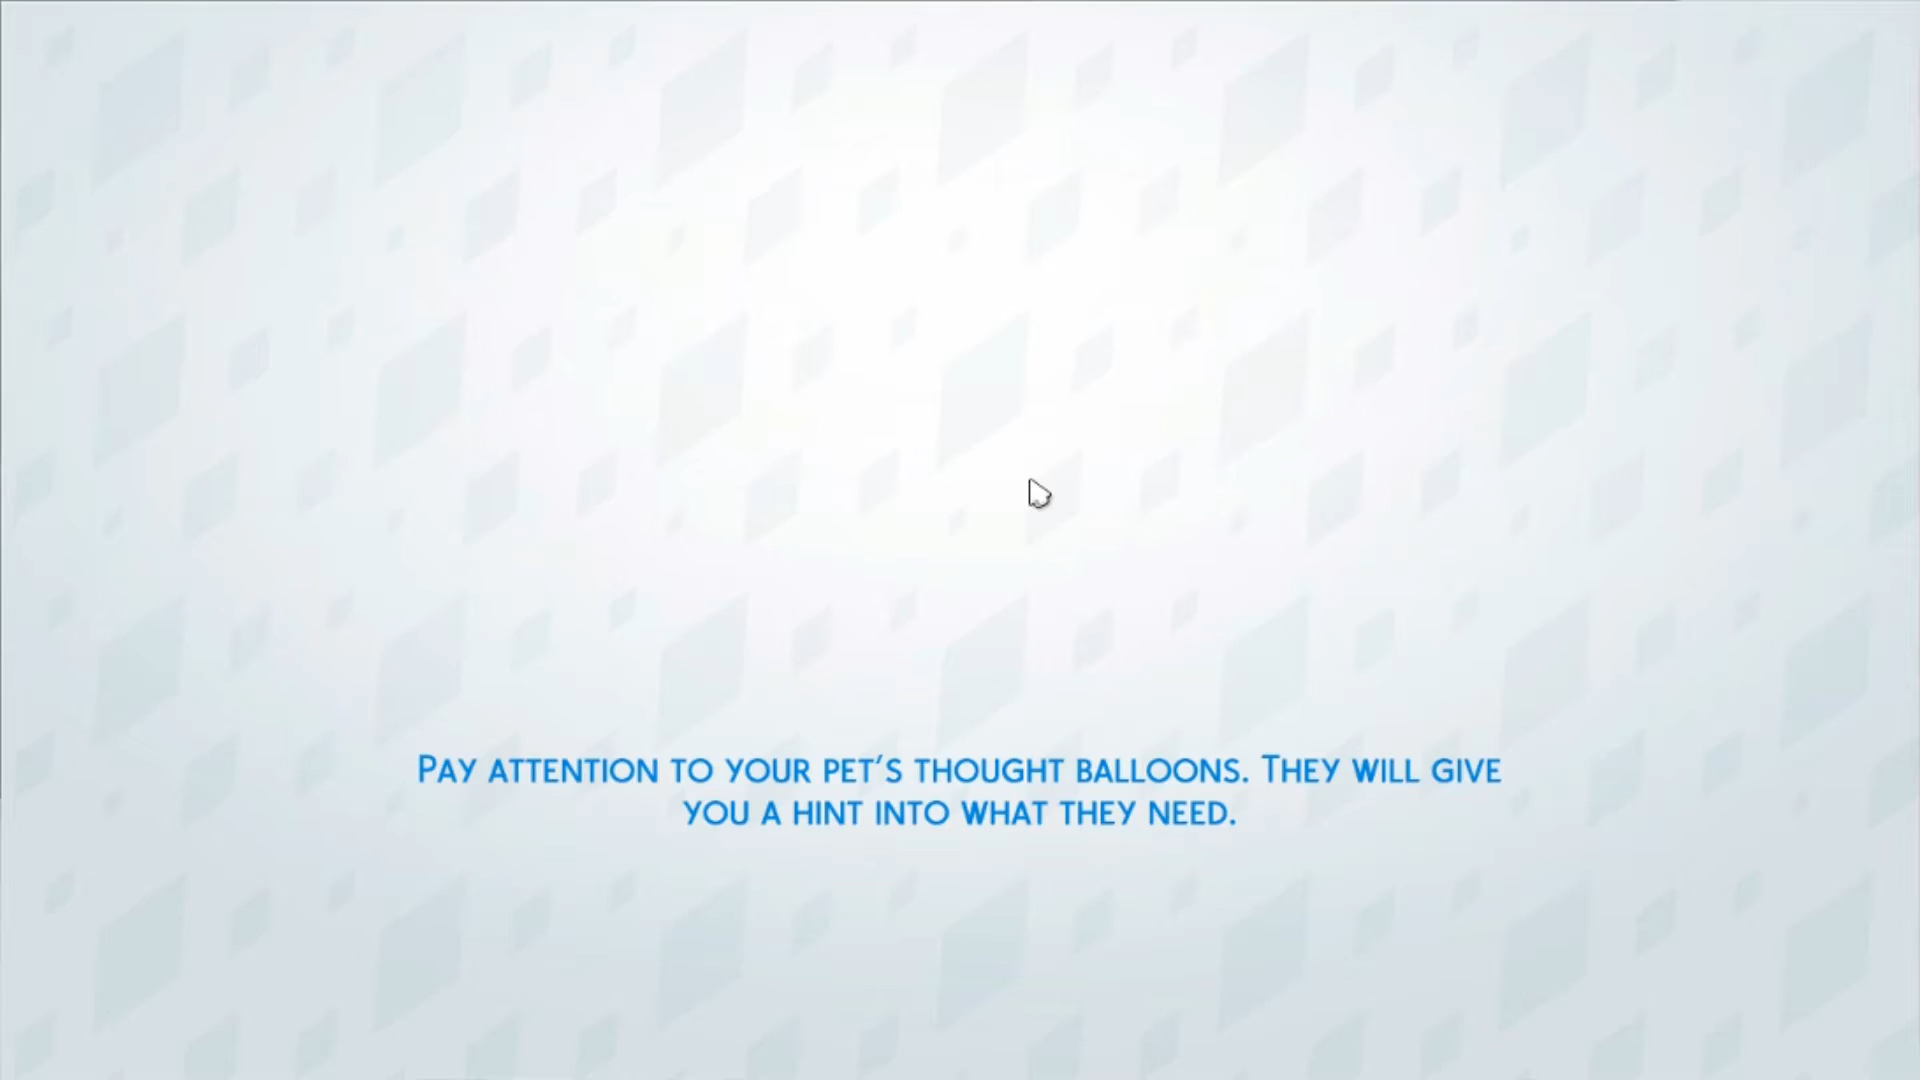 Pay attention to your pet's thought balloons. They will give
you a hint into what they need.